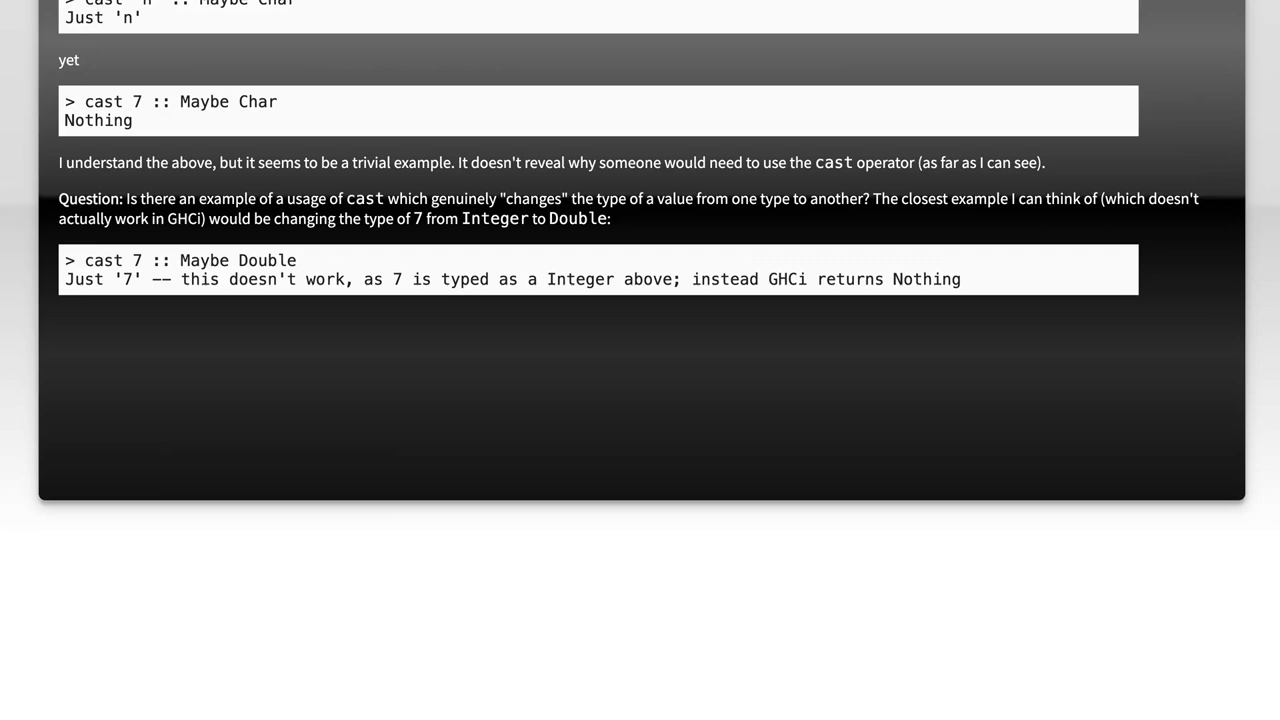 > cast 'n' :: Maybe Char
Just 'n'
yet
> cast 7 :: Maybe Char
Nothing
I understand the above, but it seems to be a trivial example. It doesn't reveal why someone would need to use the cast operator (as far as I can see).
Question: Is there an example of a usage of cast which genuinely "changes" the type of a value from one type to another? The closest example I can think of (which doesn't
actually work in GHCi) would be changing the type of 7 from Integer to Double:
> cast 7 :: Maybe Double
Just '7' -- this doesn't work, as 7 is typed as a Integer above; instead GHCi returns Nothing